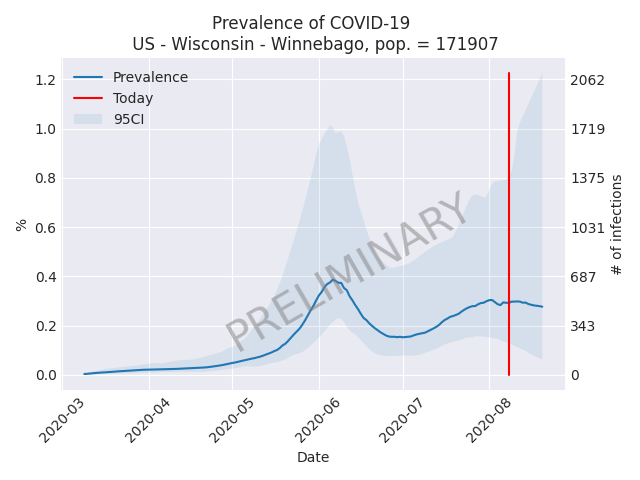 Prevalence of COVID-19
US - Wisconsin - Winnebago, pop. = 171907
Prevalence
Today
95CI
PRELIMINARY
%
1.2
1.0
0.8
0.6
0.4
0.2
0.0
2062
1719
1375
1031
687
343
0
# of infections
2020-03
2020-04
2020-05
2020-06
2020-07
2020-08
Date